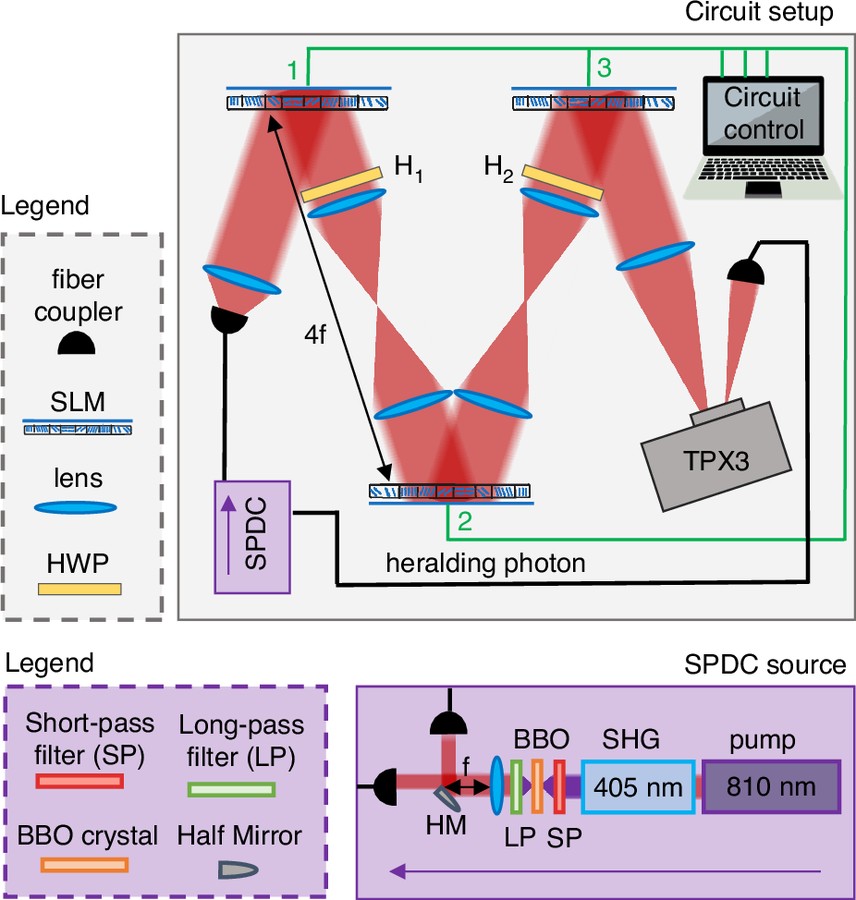 Circuit setup
1
3
Circuit
control
H1
H2
4f
TPX3
SPDC
2
heralding photon
Legend
fiber
coupler
SLM
lens
HWP
Legend
Short-pass
filter (SP)
Long-pass
filter (LP)
BBO crystal
Half Mirror
SPDC source
BBO
SHG
pump
f
405 nm
810 nm
HM
LP
SP